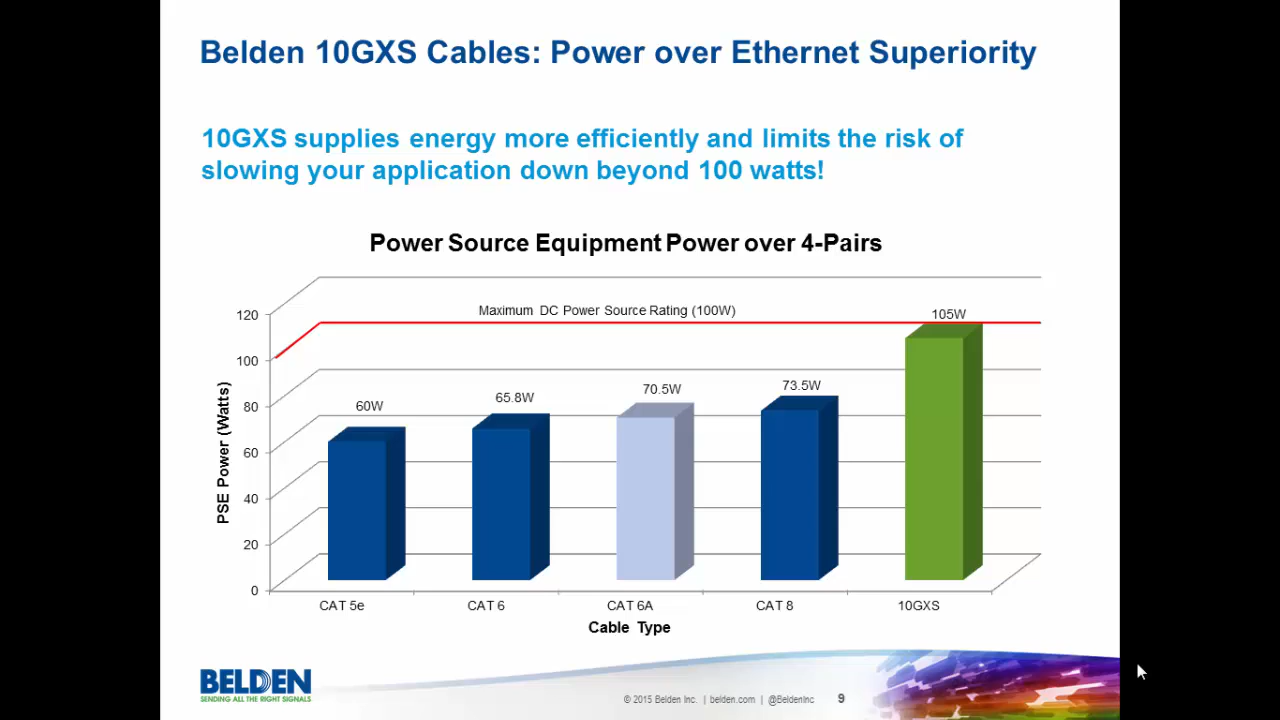 Belden 10GXS Cables: Power over Ethernet Superiority
10GXS supplies energy more efficiently and limits the risk of
slowing your application down beyond 100 watts!
Power Source Equipment Power over 4-Pairs
Maximum DC Power Source Rating (100W)
120
100
80
60
40
20
0
PSE Power (Watts)
60W
65.8W
70.5W
73.5W
105W
CAT 5e
CAT 6
CAT 6A
CAT 8
10GXS
Cable Type
BELDEN
SENDING ALL THE RIGHT SIGNALS
© 2015 Belden Inc. | belden.com | @BeldenInc
9